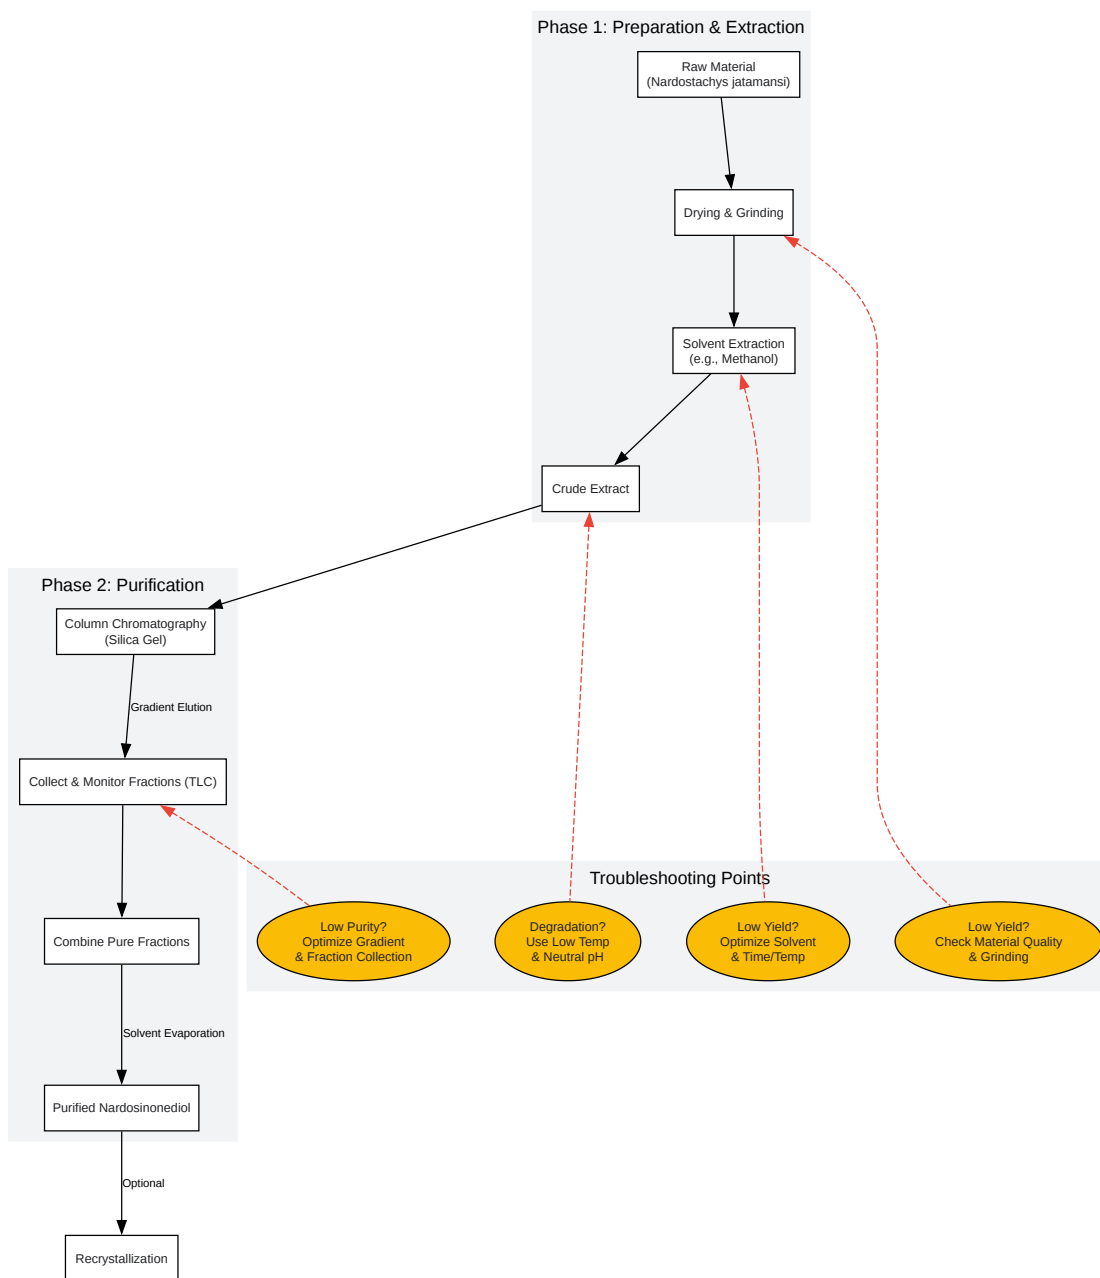 Phase 1: Preparation & Extraction
Raw Material
(Nardostachys jatamansi)
Drying & Grinding
Solvent Extraction
(e.g., Methanol)
Crude Extract
Phase 2: Purification
Column Chromatography
(Silica Gel)
Gradient Elution
Collect & Monitor Fractions (TLC)
Combine Pure Fractions
Solvent Evaporation
Purified Nardosinonediol
Optional
Recrystallization
Troubleshooting Points
Low Purity?
Optimize Gradient
& Fraction Collection
Degradation?
Use Low Temp
& Neutral pH
Low Yield?
Optimize Solvent
& Time/Temp
Low Yield?
Check Material Quality
& Grinding